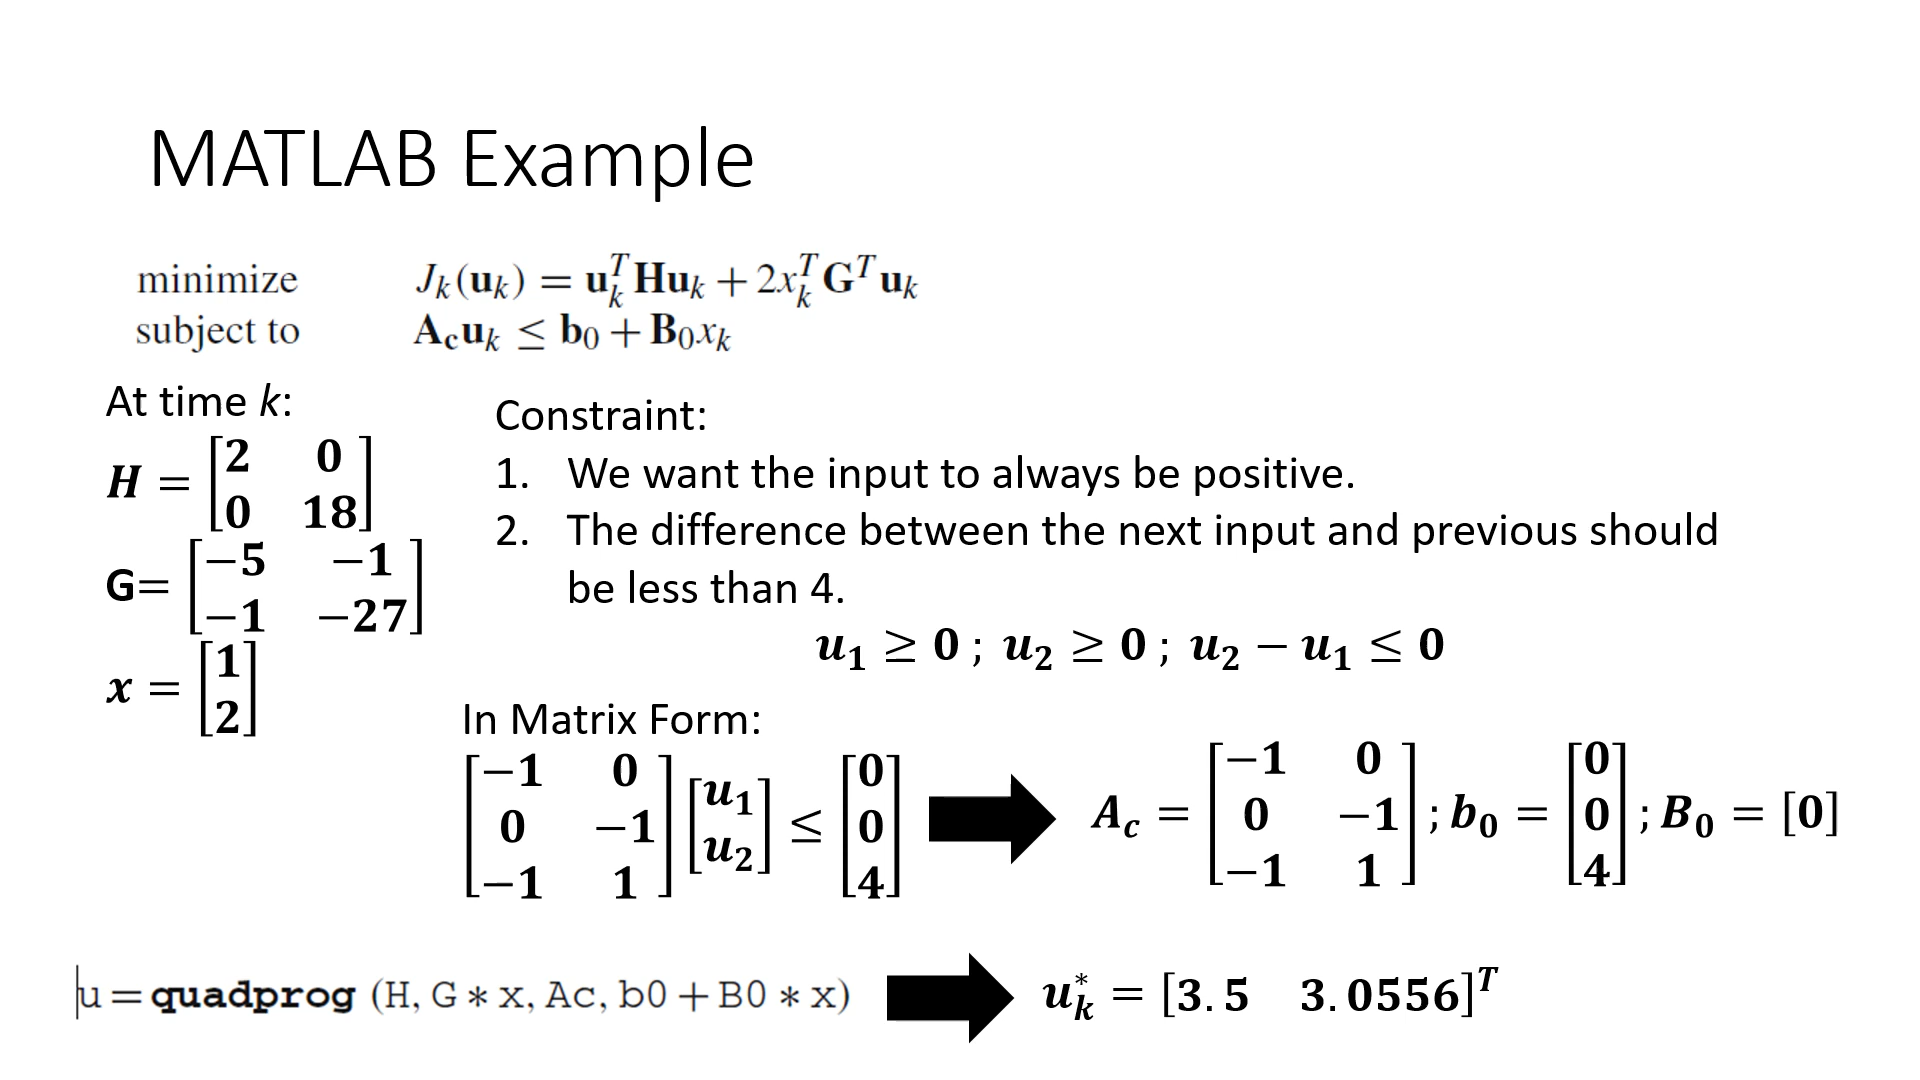 MATLAB Example
minimize J_k(u_k) = u_k^T H u_k + 2x_k^T G^T u_k
subject to A_c u_k ≤ b_0 + B_0 x_k
At time k:
H = [2 0; 0 18]
G= [−5 −1; −1 −27]
x = [1; 2]
Constraint:
1. We want the input to always be positive.
2. The difference between the next input and previous should
be less than 4.
u_1 ≥ 0 ; u_2 ≥ 0 ; u_2 − u_1 ≤ 0
In Matrix Form:
[−1 0; 0 −1; −1 1] [u_1; u_2] ≤ [0; 0; 4] A_c = [−1 0; 0 −1; −1 1] ; b_0 = [0; 0; 4] ; B_0 = [0]
u = quadprog (H, G * x, Ac, b0 + B0 * x) u_k^* = [3.5 3.0556]^T